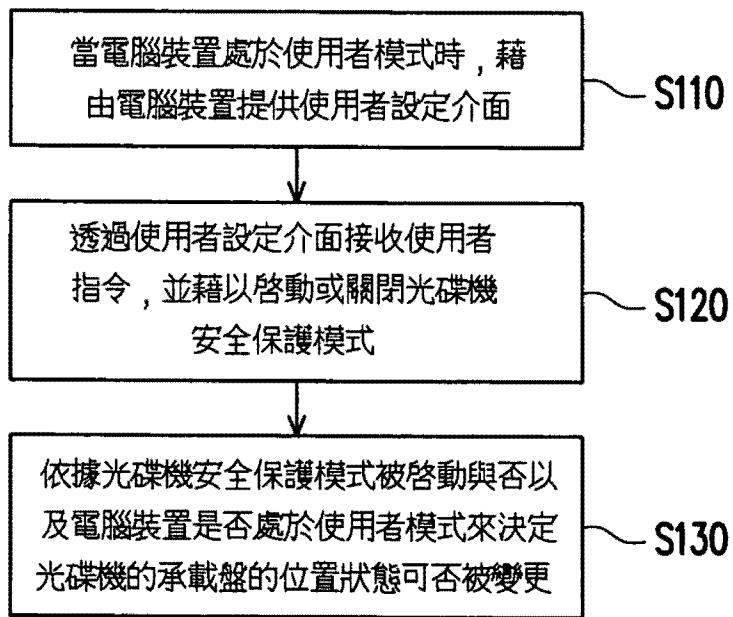 當電腦裝置處於使用者模式時，藉
由電腦裝置提供使用者設定介面
S110
透過使用者設定介面接收使用者
指令，並藉以啓動或關閉光碟機
安全保護模式
S120
依據光碟機安全保護模式被啓動與否以
及電腦裝置是否處於使用者模式來決定
光碟機的承載盤的位置狀態可否被變更
S130